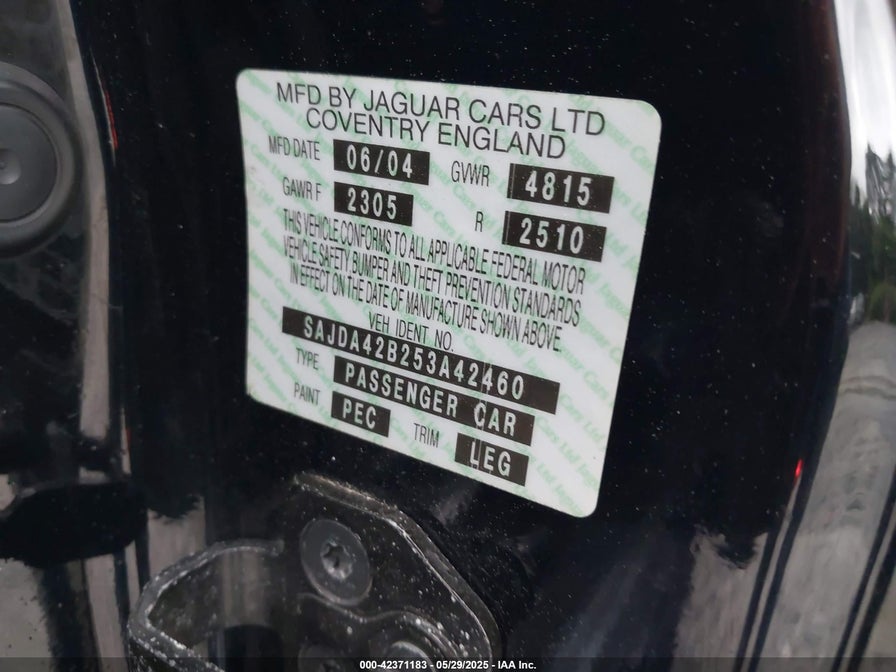 MFD BY JAGUAR CARS LTD
COVENTRY ENGLAND
MFD DATE 06/04 GVWR 4815
GAWR F 2305 R 2510
THIS VEHICLE CONFORMS TO ALL APPLICABLE FEDERAL MOTOR
VEHICLE SAFETY, BUMPER AND THEFT PREVENTION STANDARDS
IN EFFECT ON THE DATE OF MANUFACTURE SHOWN ABOVE.
VEH IDENT NO.
SAJDA42B253A42460
TYPE PASSENGER CAR
PAINT PEC TRIM LEG
000-42371183 - 05/29/2025 - IAA Inc.